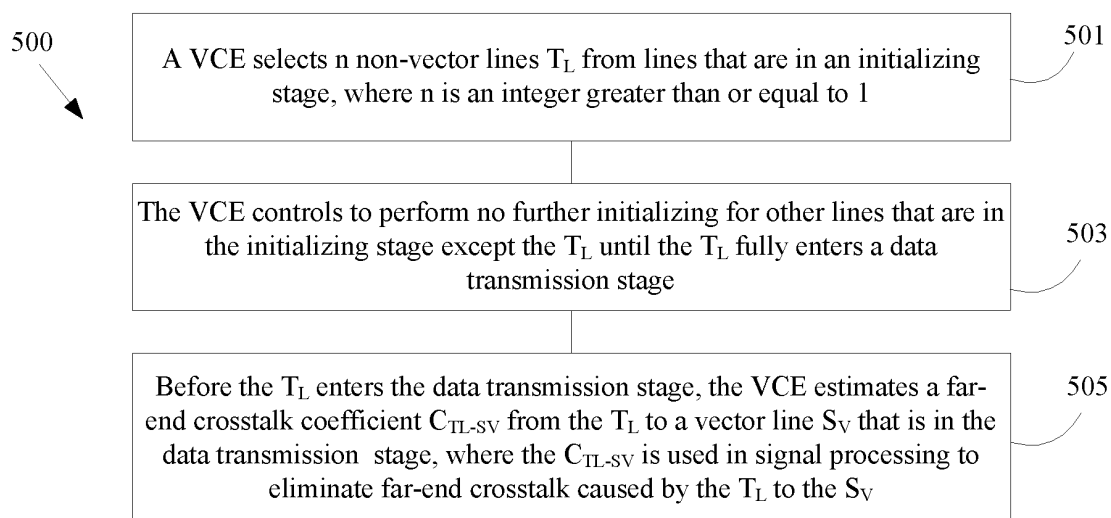 500
501
A VCE selects n non-vector lines T_L from lines that are in an initializing
stage, where n is an integer greater than or equal to 1
The VCE controls to perform no further initializing for other lines that are in
the initializing stage except the T_L until the T_L fully enters a data
transmission stage
503
Before the T_L enters the data transmission stage, the VCE estimates a far-
end crosstalk coefficient C_TL-SV from the T_L to a vector line S_V that is in the
data transmission stage, where the C_TL-SV is used in signal processing to
eliminate far-end crosstalk caused by the T_L to the S_V
505